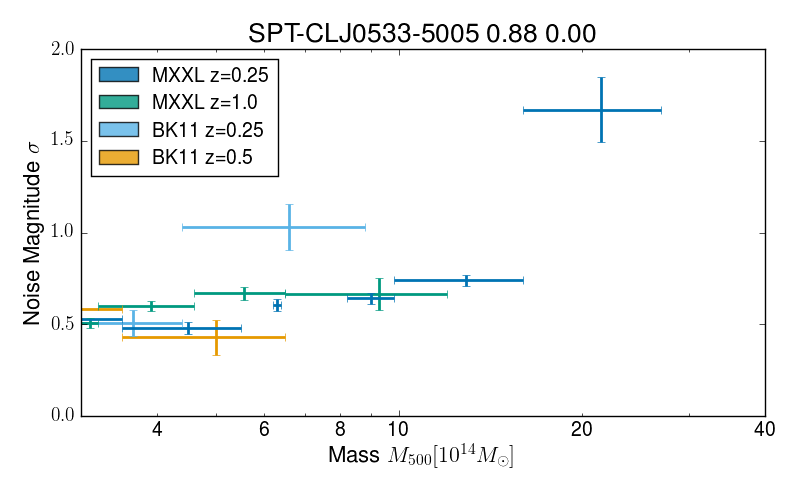 SPT-CLJ0533-5005 0.88 0.00
2.0
1.5
1.0
0.5
0.0
Noise Magnitude σ
MXXL z=0.25
MXXL z=1.0
BK11 z=0.25
BK11 z=0.5
4 6 8 10 20 40
Mass M₅₀₀[10¹⁴M☉]